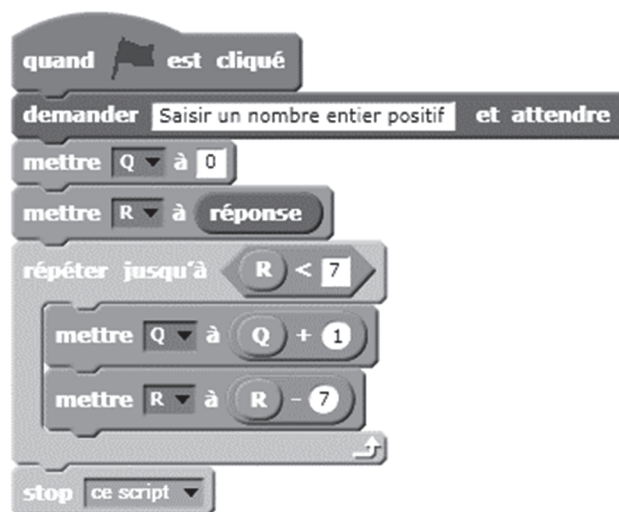 quand est cliqué
demander Saisir un nombre entier positif et attendre
mettre Q à 0
mettre R à réponse
répéter jusqu'à R < 7
mettre Q à Q + 1
mettre R à R - 7
stop ce script